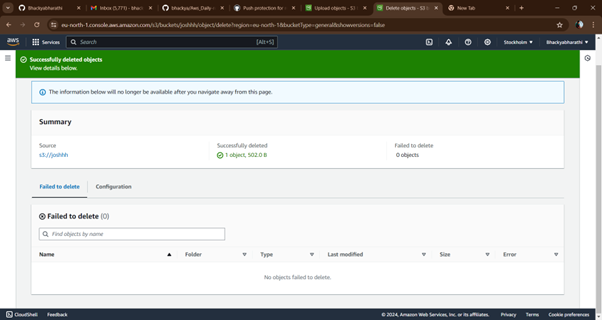 Bhackyabharathi
Inbox (5,771) - bhac
bhackya/Aws_Daily
Push protection for
Upload objects - S3
Delete objects - S3
New Tab
eu-north-1.console.aws.amazon.com/s3/buckets/joshhh/object/delete?region=eu-north-1&bucketType=general&showversions=false
aws
Services
Search
[Alt+S]
Stockholm
Bhackyabharathi
Successfully deleted objects
View details below.
The information below will no longer be available after you navigate away from this page.
Summary
Source
Successfully deleted
Failed to delete
s3://joshhh
1 object, 502.0 B
0 objects
Failed to delete
Configuration
Failed to delete (0)
Find objects by name
Name
Folder
Type
Last modified
Size
Error
No objects failed to delete.
CloudShell
Feedback
© 2024, Amazon Web Services, Inc. or its affiliates.
Privacy
Terms
Cookie preferences